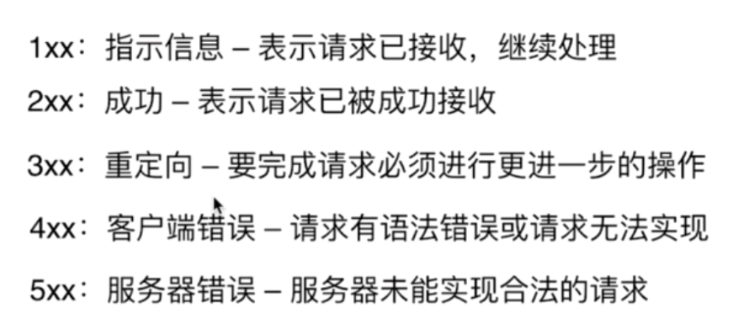 1xx：指示信息 – 表示请求已接收，继续处理
2xx：成功 – 表示请求已被成功接收
3xx：重定向 – 要完成请求必须进行更进一步的操作
4xx：客户端错误 – 请求有语法错误或请求无法实现
5xx：服务器错误 – 服务器未能实现合法的请求